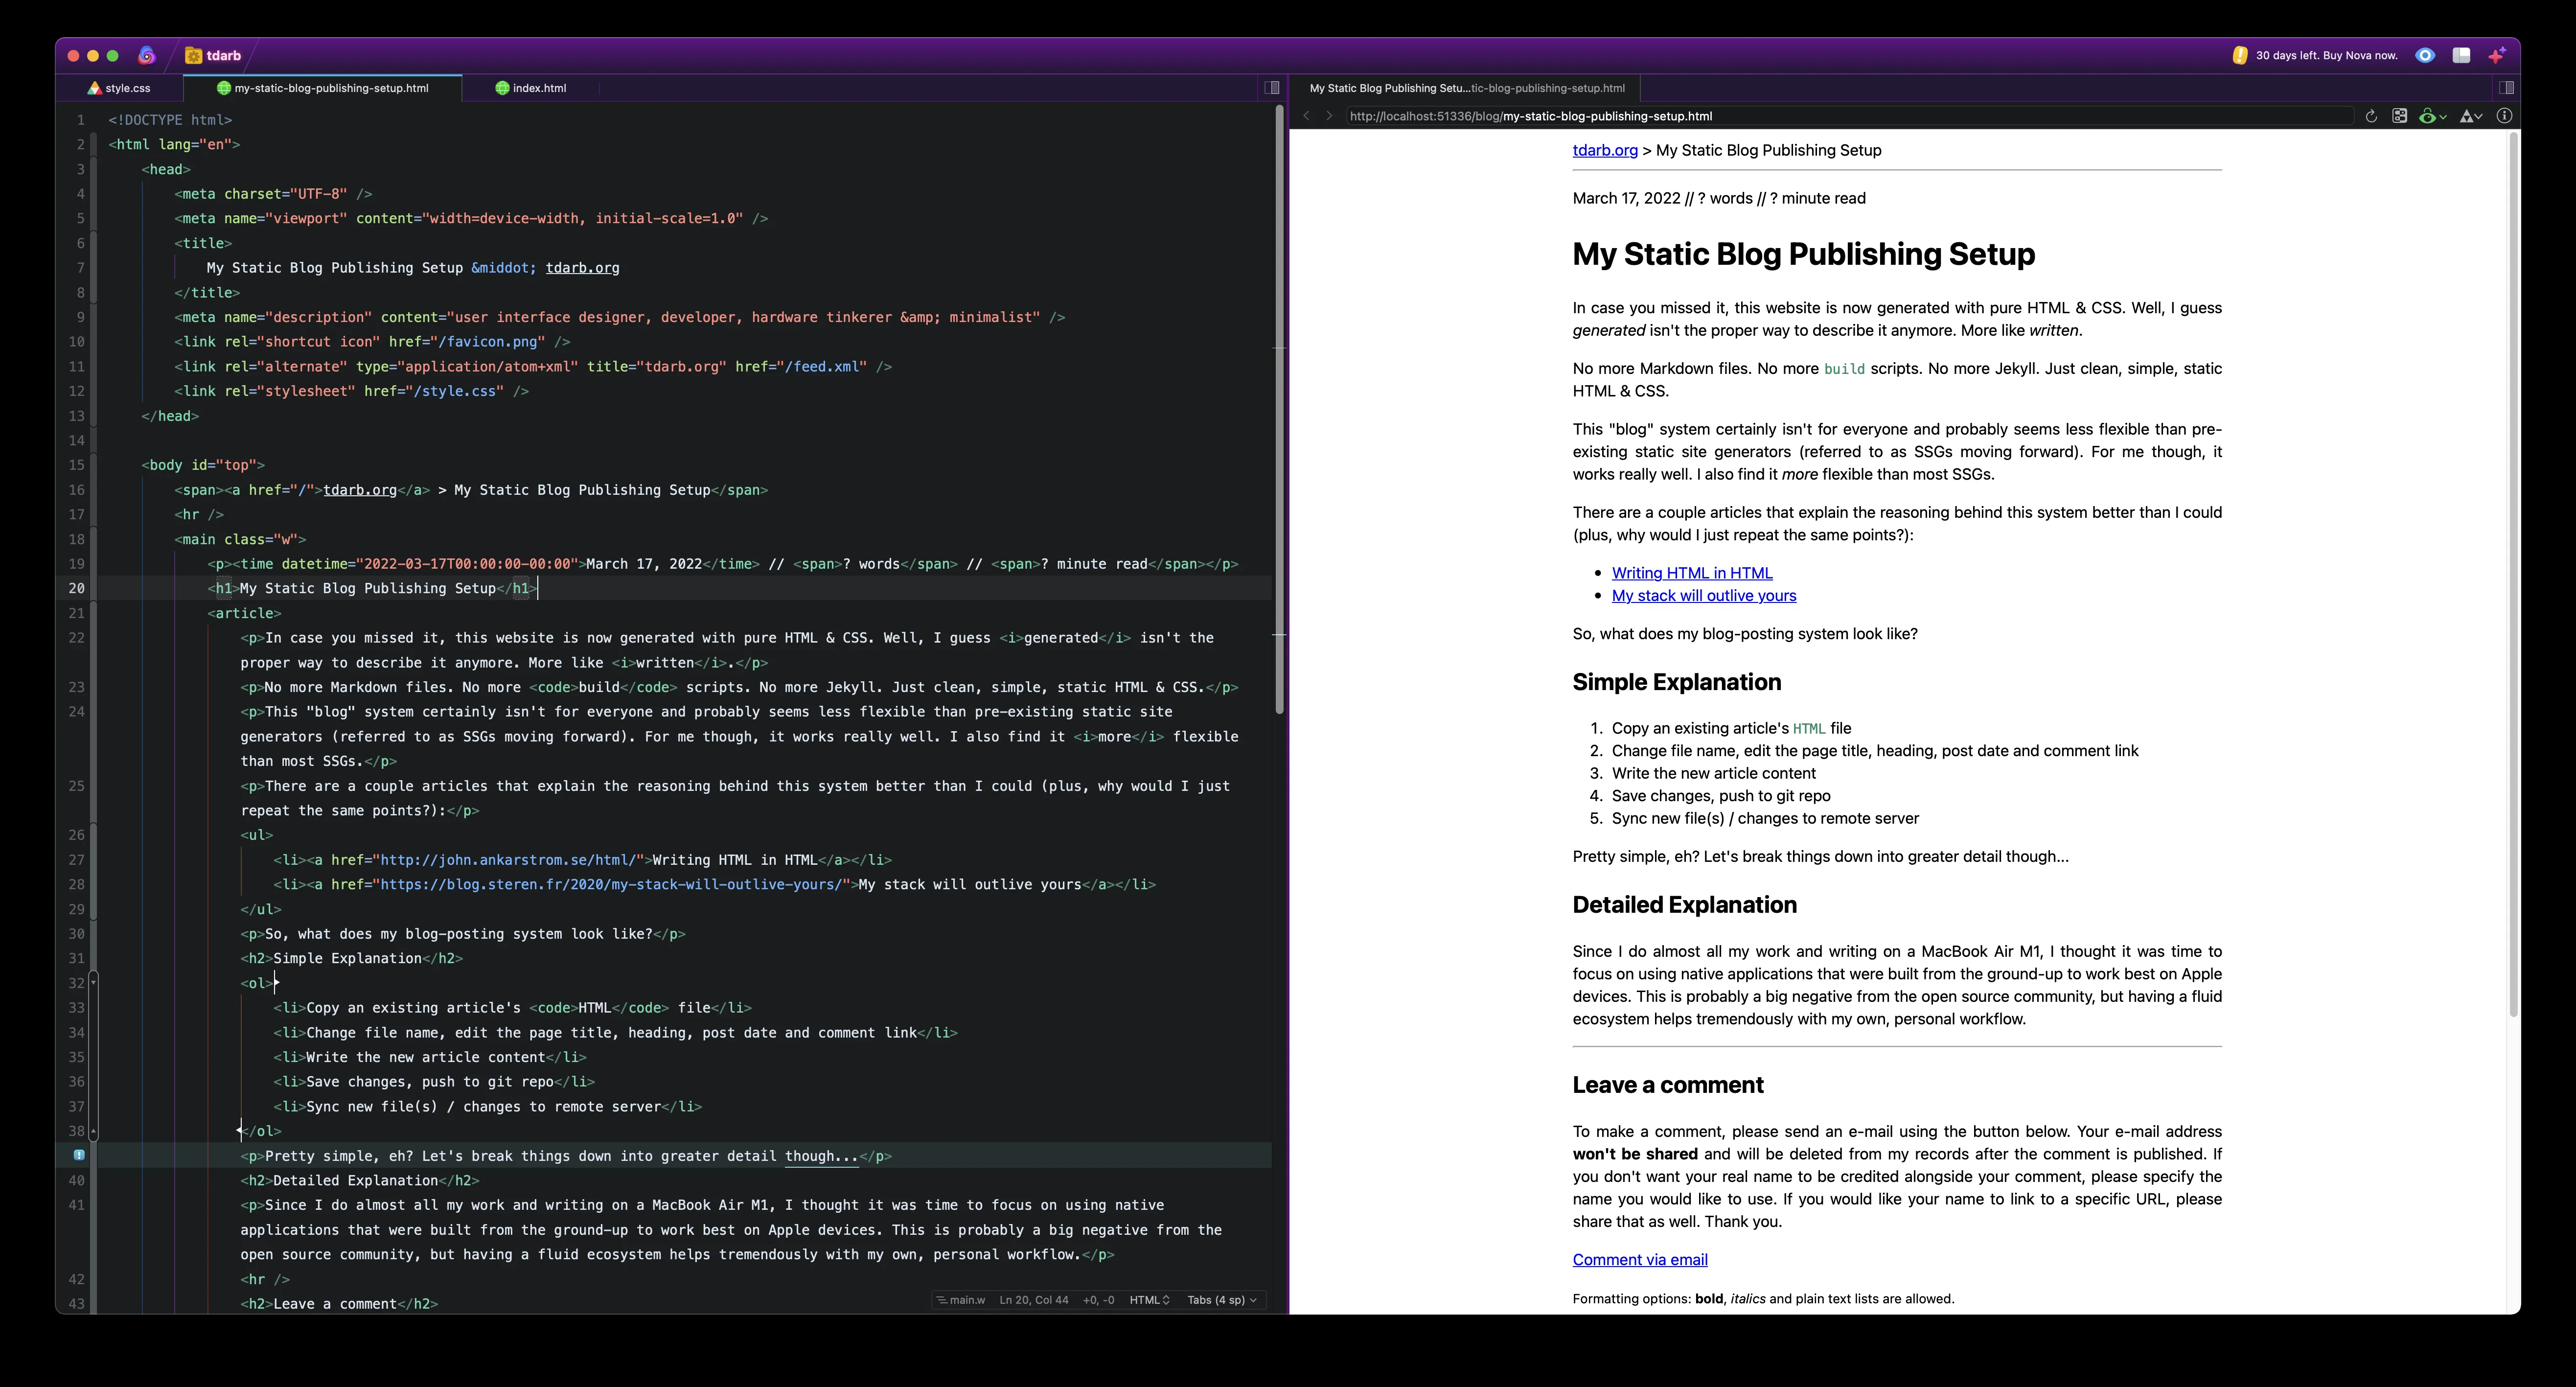 tdarb
30 days left. Buy Nova now.
style.css
my-static-blog-publishing-setup.html
index.html
1 <!DOCTYPE html>
2 <html lang="en">
3 <head>
4 <meta charset="UTF-8" />
5 <meta name="viewport" content="width=device-width, initial-scale=1.0" />
6 <title>
7 My Static Blog Publishing Setup &middot; tdarb.org
8 </title>
9 <meta name="description" content="user interface designer, developer, hardware tinkerer &amp; minimalist" />
10 <link rel="shortcut icon" href="/favicon.png" />
11 <link rel="alternate" type="application/atom+xml" title="tdarb.org" href="/feed.xml" />
12 <link rel="stylesheet" href="/style.css" />
13 </head>
14
15 <body id="top">
16 <span><a href="/">tdarb.org</a> > My Static Blog Publishing Setup</span>
17 <hr />
18 <main class="w">
19 <p><time datetime="2022-03-17T00:00:00-00:00">March 17, 2022</time> // <span>? words</span> // <span>? minute read</span></p>
20 <h1>My Static Blog Publishing Setup</h1>
21 <article>
22 <p>In case you missed it, this website is now generated with pure HTML & CSS. Well, I guess <i>generated</i> isn't the
proper way to describe it anymore. More like <i>written</i>.</p>
23 <p>No more Markdown files. No more <code>build</code> scripts. No more Jekyll. Just clean, simple, static HTML & CSS.</p>
24 <p>This "blog" system certainly isn't for everyone and probably seems less flexible than pre-existing static site
generators (referred to as SSGs moving forward). For me though, it works really well. I also find it <i>more</i> flexible
than most SSGs.</p>
25 <p>There are a couple articles that explain the reasoning behind this system better than I could (plus, why would I just
repeat the same points?):</p>
26 <ul>
27 <li><a href="http://john.ankarstrom.se/html/">Writing HTML in HTML</a></li>
28 <li><a href="https://blog.steren.fr/2020/my-stack-will-outlive-yours/">My stack will outlive yours</a></li>
29 </ul>
30 <p>So, what does my blog-posting system look like?</p>
31 <h2>Simple Explanation</h2>
32 <ol>
33 <li>Copy an existing article's <code>HTML</code> file</li>
34 <li>Change file name, edit the page title, heading, post date and comment link</li>
35 <li>Write the new article content</li>
36 <li>Save changes, push to git repo</li>
37 <li>Sync new file(s) / changes to remote server</li>
38 </ol>
<p>Pretty simple, eh? Let's break things down into greater detail though...</p>
40 <h2>Detailed Explanation</h2>
41 <p>Since I do almost all my work and writing on a MacBook Air M1, I thought it was time to focus on using native
applications that were built from the ground-up to work best on Apple devices. This is probably a big negative from the
open source community, but having a fluid ecosystem helps tremendously with my own, personal workflow.</p>
42 <hr />
43 <h2>Leave a comment</h2>
main.w Ln 20, Col 44 +0, -0 HTML Tabs (4 sp)
My Static Blog Publishing Setu...tic-blog-publishing-setup.html
http://localhost:51336/blog/my-static-blog-publishing-setup.html
tdarb.org > My Static Blog Publishing Setup
March 17, 2022 // ? words // ? minute read
My Static Blog Publishing Setup
In case you missed it, this website is now generated with pure HTML & CSS. Well, I guess
generated isn't the proper way to describe it anymore. More like written.
No more Markdown files. No more build scripts. No more Jekyll. Just clean, simple, static
HTML & CSS.
This "blog" system certainly isn't for everyone and probably seems less flexible than pre-
existing static site generators (referred to as SSGs moving forward). For me though, it
works really well. I also find it more flexible than most SSGs.
There are a couple articles that explain the reasoning behind this system better than I could
(plus, why would I just repeat the same points?):
• Writing HTML in HTML
• My stack will outlive yours
So, what does my blog-posting system look like?
Simple Explanation
1. Copy an existing article's HTML file
2. Change file name, edit the page title, heading, post date and comment link
3. Write the new article content
4. Save changes, push to git repo
5. Sync new file(s) / changes to remote server
Pretty simple, eh? Let's break things down into greater detail though...
Detailed Explanation
Since I do almost all my work and writing on a MacBook Air M1, I thought it was time to
focus on using native applications that were built from the ground-up to work best on Apple
devices. This is probably a big negative from the open source community, but having a fluid
ecosystem helps tremendously with my own, personal workflow.
Leave a comment
To make a comment, please send an e-mail using the button below. Your e-mail address
won't be shared and will be deleted from my records after the comment is published. If
you don't want your real name to be credited alongside your comment, please specify the
name you would like to use. If you would like your name to link to a specific URL, please
share that as well. Thank you.
Comment via email
Formatting options: bold, italics and plain text lists are allowed.